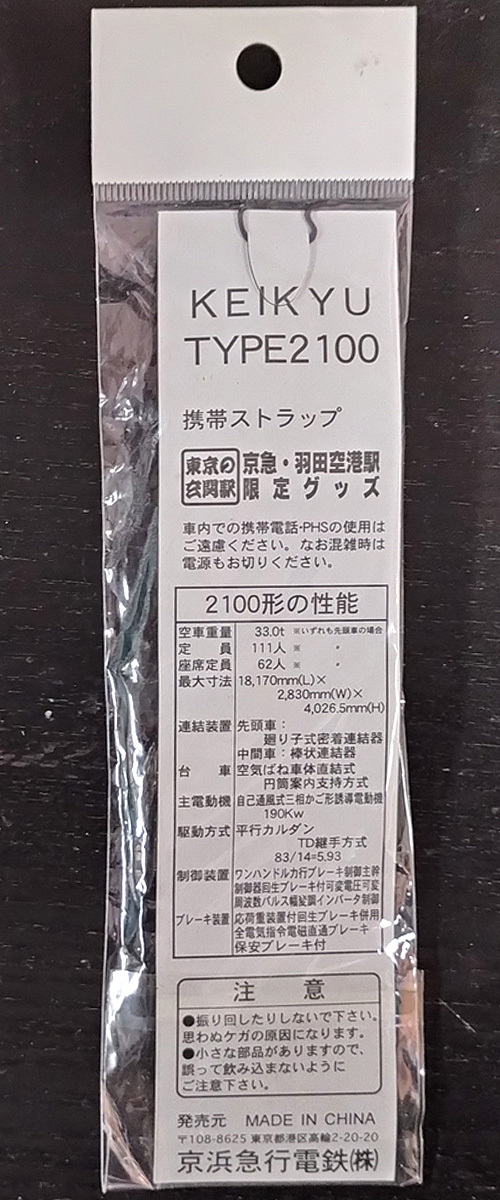 KEIKYU
TYPE2100
携帯ストラップ
東京の
玄関駅
京急・羽田空港駅
限定グッズ
車内での携帯電話・PHSの使用は
ご遠慮ください。なお混雑時は
電源もお切りください。
2100形の性能
空車重量 33.0t ※いずれも先頭車の場合
定員 111人 ※ 〃
座席定員 62人 ※ 〃
最大寸法 18,170mm(L)×
2,830mm(W)×
4,026.5mm(H)
連結装置 先頭車：
廻り子式密着連結器
中間車：棒状連結器
台車 空気ばね車体直結式
円筒案内支持方式
主電動機 自己通風式三相かご形誘導電動機
190Kw
駆動方式 平行カルダン
TD継手方式
83/14=5.93
制御装置 ワンハンドル力行ブレーキ制御主幹
制御器回生ブレーキ付可変電圧可変
周波数パルス幅変調インバータ制御
ブレーキ装置 応荷重装置付回生ブレーキ併用
全電気指令電磁直通ブレーキ
保安ブレーキ付
注意
●振り回したりしないで下さい。
思わぬケガの原因になります。
●小さな部品がありますので、
誤って飲み込まないように
ご注意下さい。
発売元 MADE IN CHINA
〒108-8625 東京都港区高輪2-20-20
京浜急行電鉄㈱